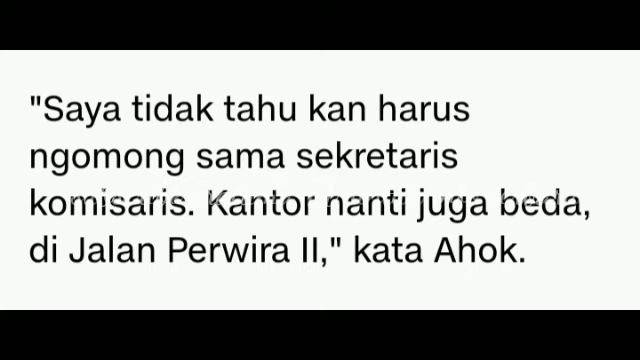 "Saya tidak tahu kan harus
ngomong sama sekretaris
komisaris. Kantor nanti juga beda,
di Jalan Perwira II," kata Ahok.